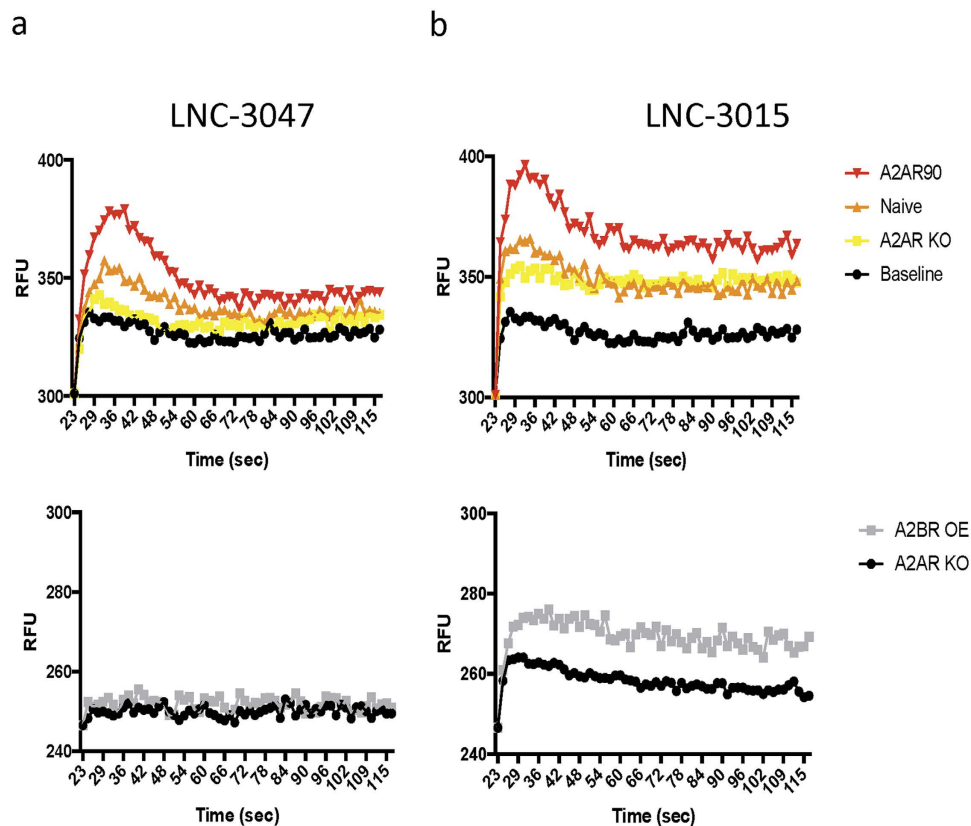 a
b
LNC-3047
LNC-3015
400
350
300
RFU
23 29 36 42 48 54 60 66 72 78 84 90 96 102 109 115
Time (sec)
400
350
300
RFU
23 29 36 42 48 54 60 66 72 78 84 90 96 102 109 115
Time (sec)
A2AR90
Naive
A2AR KO
Baseline
300
280
260
240
RFU
23 29 36 42 48 54 60 66 72 78 84 90 96 102 109 115
Time (sec)
300
280
260
240
RFU
23 29 36 42 48 54 60 66 72 78 84 90 96 102 109 115
Time (sec)
A2BR OE
A2AR KO